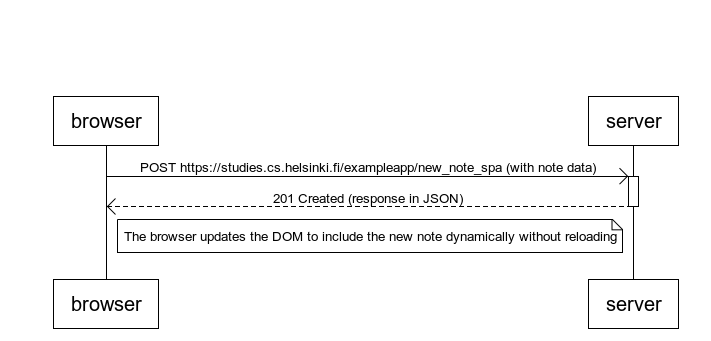 browser server
POST https://studies.cs.helsinki.fi/exampleapp/new_note_spa (with note data)
201 Created (response in JSON)
The browser updates the DOM to include the new note dynamically without reloading
browser server